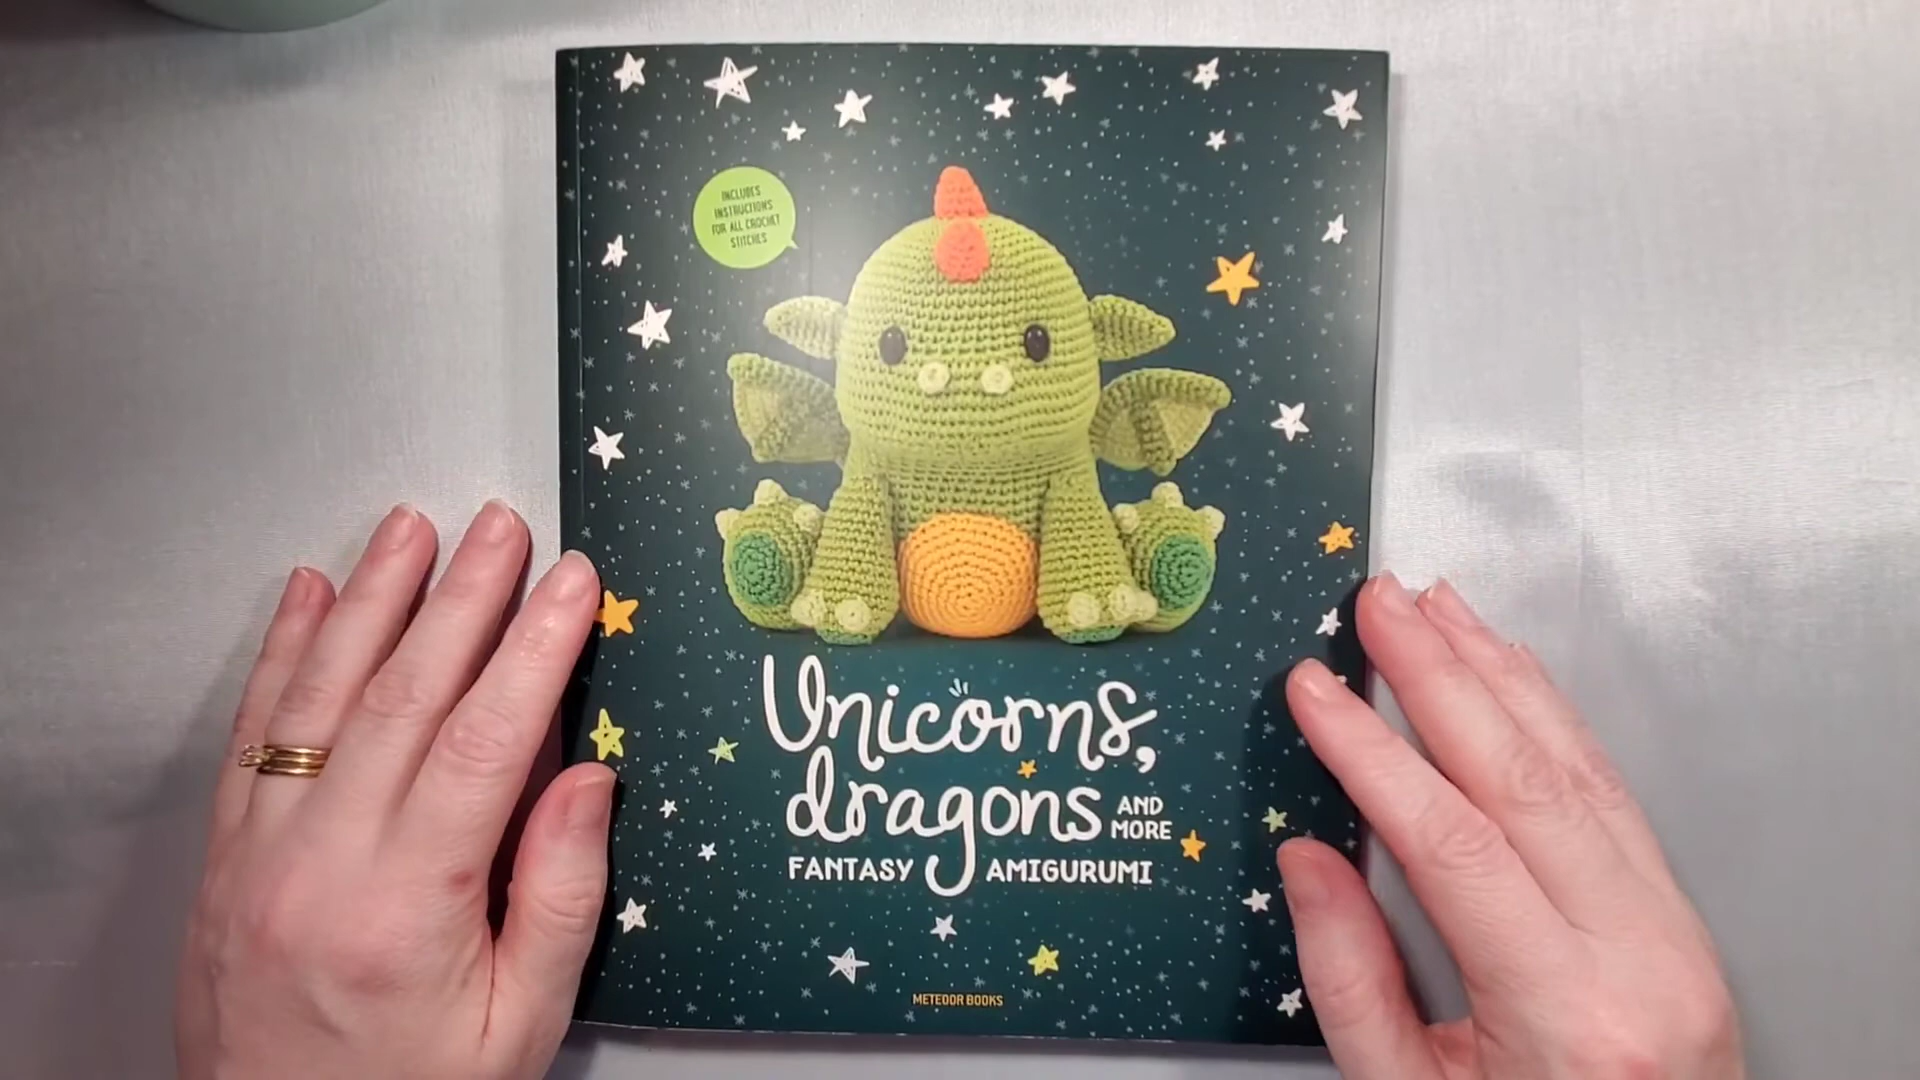 INCLUDES
INSTRUCTIONS
FOR ALL CROCHET
STITCHES
Unicorns,
dragons AND
MORE
FANTASY AMIGURUMI
METEOOR BOOKS